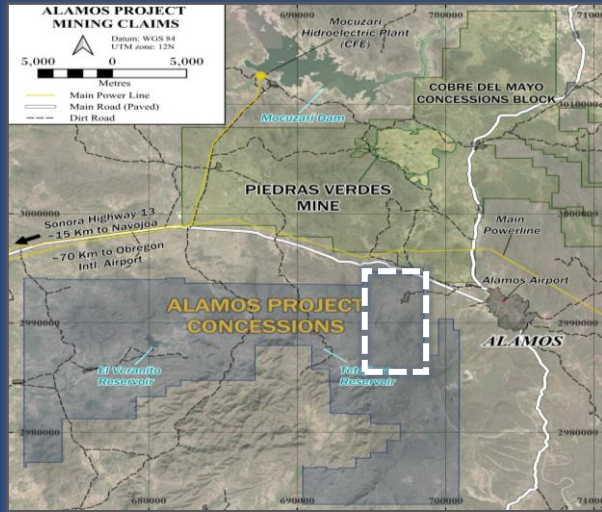 ALAMOS PROJECT
MINING CLAIMS
Datum: WGS 84
UTM zone: 12N
5,000 0 5,000
Metres
Main Power Line
Main Road (Paved)
Dirt Road
690000
700000
Mocuzari
Hidroelectric Plant
(CFE)
COBRE DEL MAYO
CONCESSIONS BLOCK
3010000
Mocuzari Dam
PIEDRAS VERDES
MINE
3000000
3000000
Sonora Highway 13
~15 Km to Navojoa
~70 Km to Obregon
Intl. Airport
Main
Powerline
Alamos Airport
ALAMOS PROJECT
CONCESSIONS
2990000
2990000
ALAMOS
El Veranito
Reservoir
Reservoir
2980000
2980000
680000
690000
700000